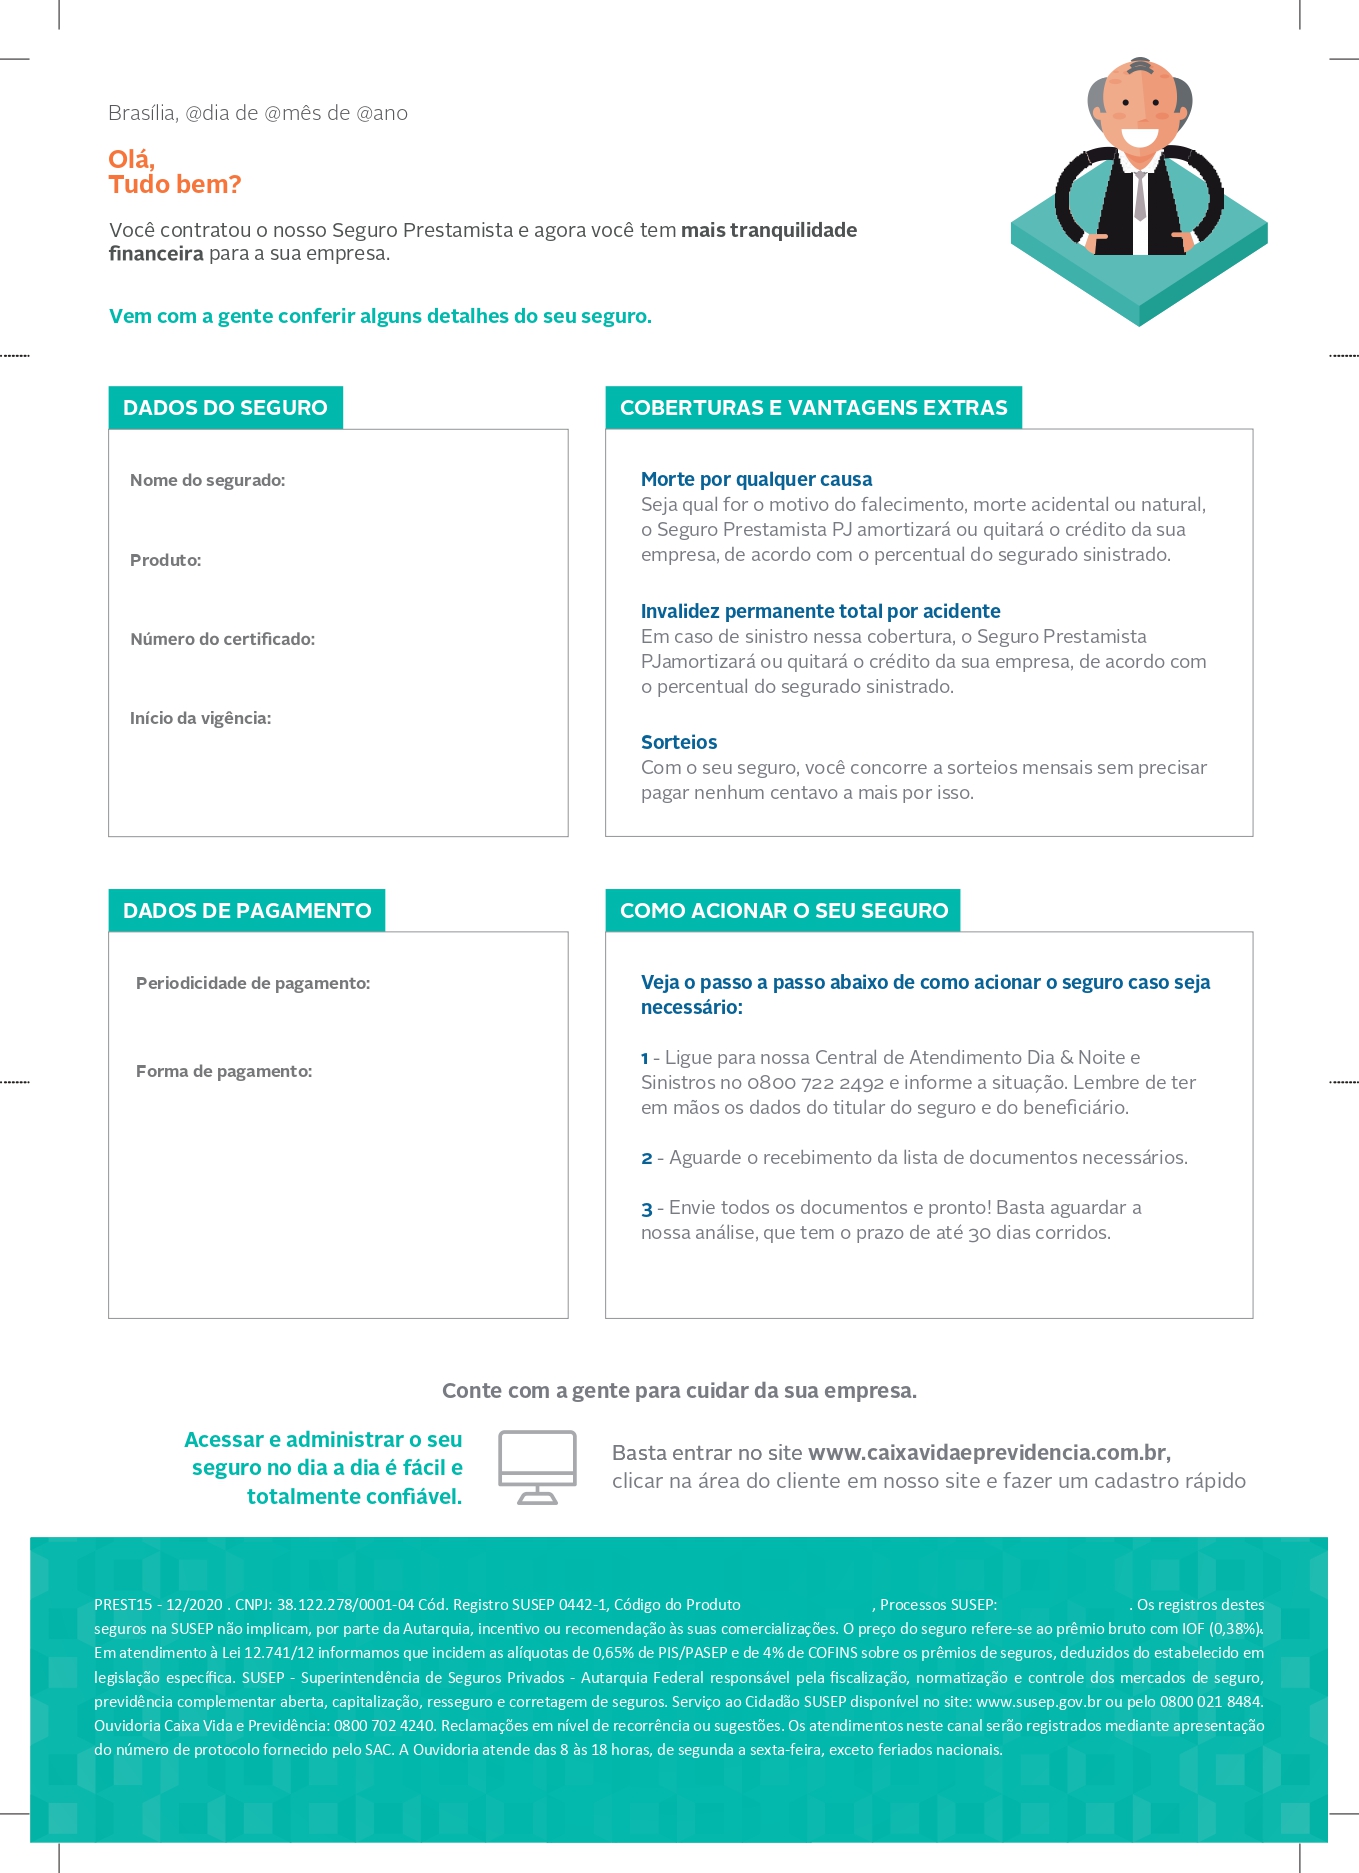 Brasília, @dia de @mês de @ano
Olá,
Tudo bem?
Você contratou o nosso Seguro Prestamista e agora você tem mais tranquilidade
financeira para a sua empresa.
Vem com a gente conferir alguns detalhes do seu seguro.
DADOS DO SEGURO
Nome do segurado:
Produto:
Número do certificado:
Início da vigência:
COBERTURAS E VANTAGENS EXTRAS
Morte por qualquer causa
Seja qual for o motivo do falecimento, morte acidental ou natural,
o Seguro Prestamista PJ amortizará ou quitará o crédito da sua
empresa, de acordo com o percentual do segurado sinistrado.
Invalidez permanente total por acidente
Em caso de sinistro nessa cobertura, o Seguro Prestamista
PJamortizará ou quitará o crédito da sua empresa, de acordo com
o percentual do segurado sinistrado.
Sorteios
Com o seu seguro, você concorre a sorteios mensais sem precisar
pagar nenhum centavo a mais por isso.
DADOS DE PAGAMENTO
Periodicidade de pagamento:
Forma de pagamento:
COMO ACIONAR O SEU SEGURO
Veja o passo a passo abaixo de como acionar o seguro caso seja
necessário:
1 - Ligue para nossa Central de Atendimento Dia & Noite e
Sinistros no 0800 722 2492 e informe a situação. Lembre de ter
em mãos os dados do titular do seguro e do beneficiário.
2 - Aguarde o recebimento da lista de documentos necessários.
3 - Envie todos os documentos e pronto! Basta aguardar a
nossa análise, que tem o prazo de até 30 dias corridos.
Conte com a gente para cuidar da sua empresa.
Acessar e administrar o seu
seguro no dia a dia é fácil e
totalmente confiável.
Basta entrar no site www.caixavidaeprevidencia.com.br,
clicar na área do cliente em nosso site e fazer um cadastro rápido
PREST15 - 12/2020 . CNPJ: 38.122.278/0001-04 Cód. Registro SUSEP 0442-1, Código do Produto , Processos SUSEP: . Os registros destes
seguros na SUSEP não implicam, por parte da Autarquia, incentivo ou recomendação às suas comercializações. O preço do seguro refere-se ao prêmio bruto com IOF (0,38%).
Em atendimento à Lei 12.741/12 informamos que incidem as alíquotas de 0,65% de PIS/PASEP e de 4% de COFINS sobre os prêmios de seguros, deduzidos do estabelecido em
legislação específica. SUSEP - Superintendência de Seguros Privados - Autarquia Federal responsável pela fiscalização, normatização e controle dos mercados de seguro,
previdência complementar aberta, capitalização, resseguro e corretagem de seguros. Serviço ao Cidadão SUSEP disponível no site: www.susep.gov.br ou pelo 0800 021 8484.
Ouvidoria Caixa Vida e Previdência: 0800 702 4240. Reclamações em nível de recorrência ou sugestões. Os atendimentos neste canal serão registrados mediante apresentação
do número de protocolo fornecido pelo SAC. A Ouvidoria atende das 8 às 18 horas, de segunda a sexta-feira, exceto feriados nacionais.